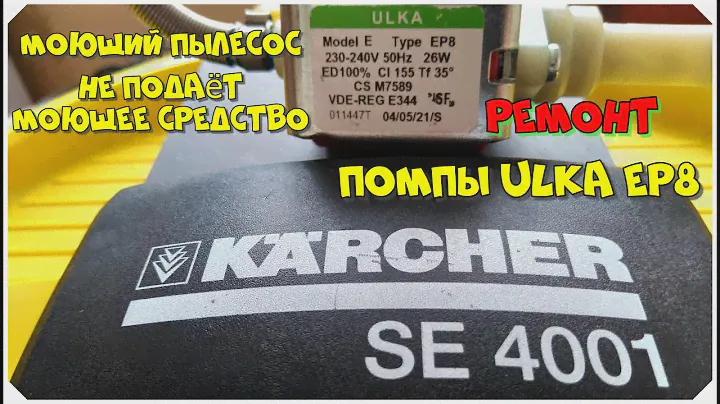 МОЮЩИЙ ПЫЛЕСОС
НЕ ПОДАЁТ
МОЮЩЕЕ СРЕДСТВО
ULKA
Model E Type EP8
230-240V 50Hz 26W
ED100% Cl 155 Tf 35°
CS M7589
VDE-REG E344
011447T 04/05/21/S
РЕМОНТ
ПОМПЫ ULKA EP8
KÄRCHER
SE 4001